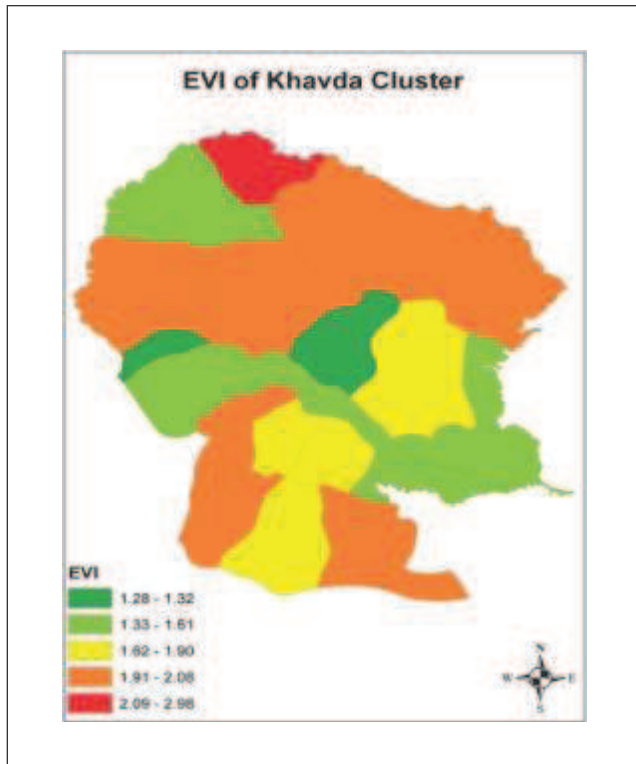 EVI of Khavda Cluster
EVI
1.28 - 1.32
1.33 - 1.61
1.62 - 1.90
1.91 - 2.08
2.09 - 2.98
N
W E
S